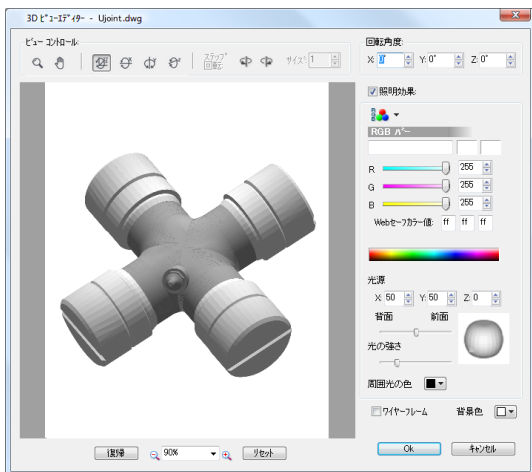 3D ビューエディター - Ujoint.dwg
ビュー コントロール:
ステップ回転:
サイズ: 1
回転角度:
X: 0° Y: 0° Z: 0°
照明効果:
RGB バー
R 255
G 255
B 255
Webセーフカラー値: ff ff ff
光源
X: 50 Y: 50 Z: 0
背面 前面
光の強さ
周囲光の色
ワイヤーフレーム 背景色
復帰 90% リセット
Ok キャンセル